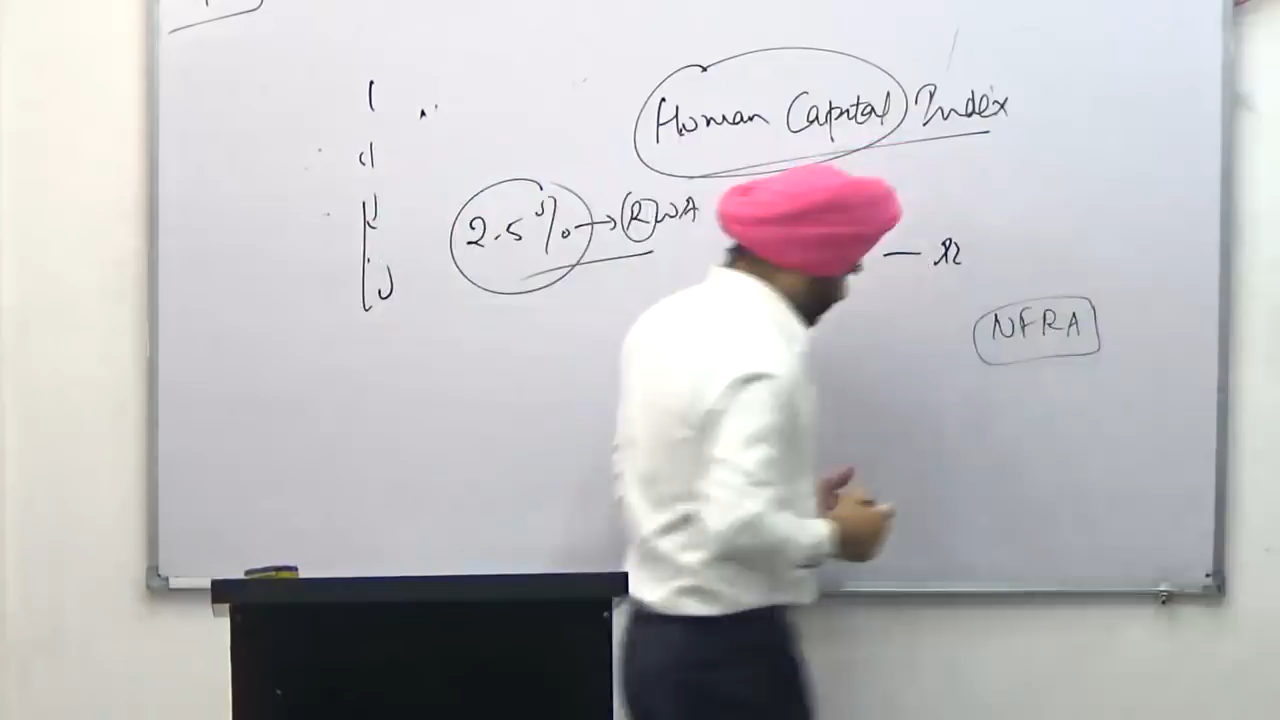 Human Capital Index
2.5% → RWA
NFRA